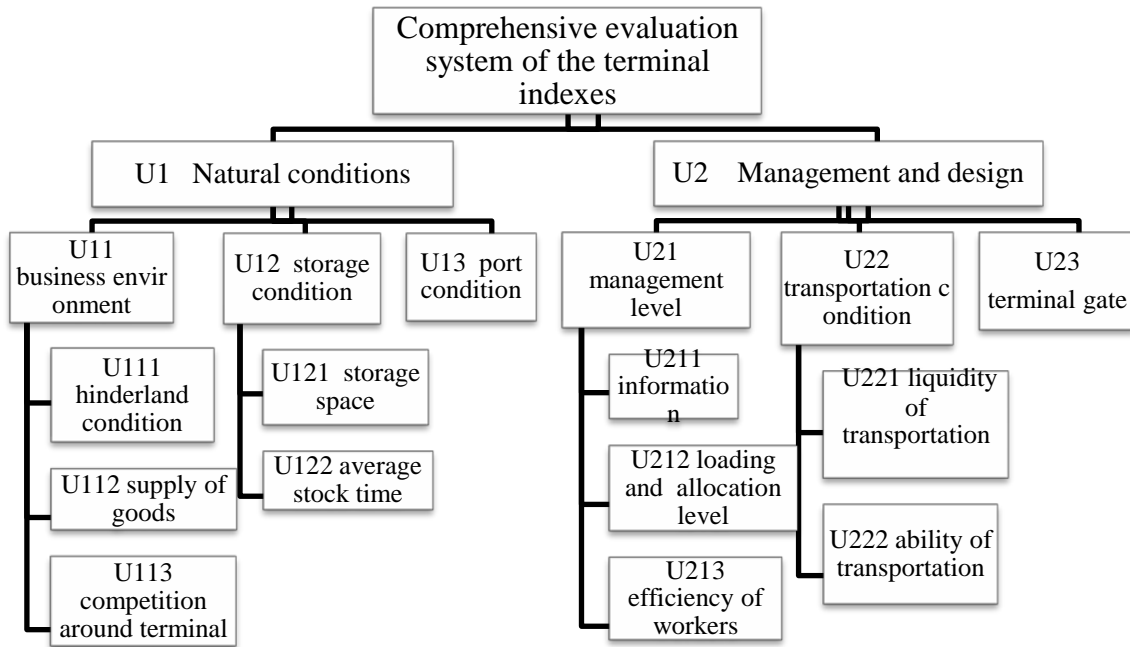 Comprehensive evaluation
system of the terminal
indexes
U1 Natural conditions
U2 Management and design
U11
business envir
onment
U12 storage
condition
U13 port
condition
U21
management
level
U22
transportation c
ondition
U23
terminal gate
U111
hinderland
condition
U112 supply of
goods
U113
competition
around terminal
U121 storage
space
U122 average
stock time
U211
informatio
n
U212 loading
and allocation
level
U213
efficiency of
workers
U221 liquidity
of
transportation
U222 ability of
transportation